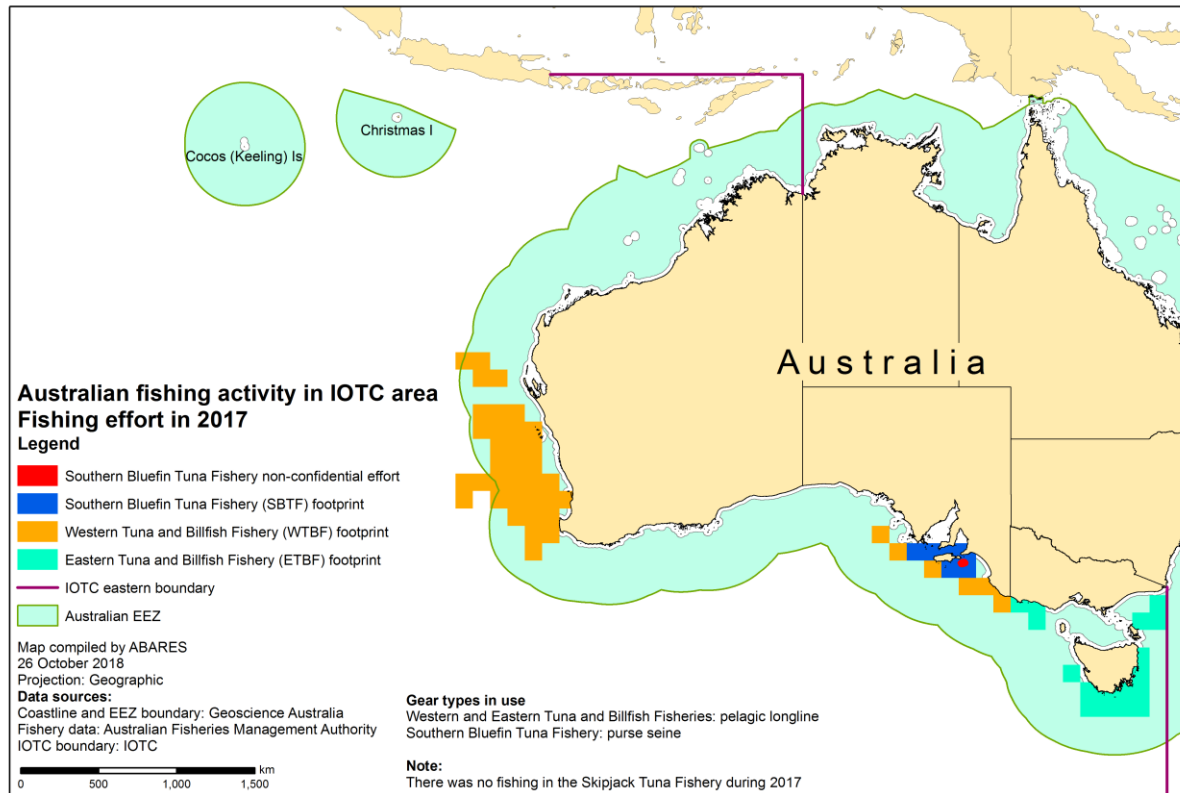 Cocos (Keeling) Is
Christmas I
Australia
Australian fishing activity in IOTC area
Fishing effort in 2017
Legend
Southern Bluefin Tuna Fishery non-confidential effort
Southern Bluefin Tuna Fishery (SBTF) footprint
Western Tuna and Billfish Fishery (WTBF) footprint
Eastern Tuna and Billfish Fishery (ETBF) footprint
IOTC eastern boundary
Australian EEZ
Map compiled by ABARES
26 October 2018
Projection: Geographic
Data sources:
Coastline and EEZ boundary: Geoscience Australia
Fishery data: Australian Fisheries Management Authority
IOTC boundary: IOTC
km
0 500 1,000 1,500
Gear types in use
Western and Eastern Tuna and Billfish Fisheries: pelagic longline
Southern Bluefin Tuna Fishery: purse seine
Note:
There was no fishing in the Skipjack Tuna Fishery during 2017